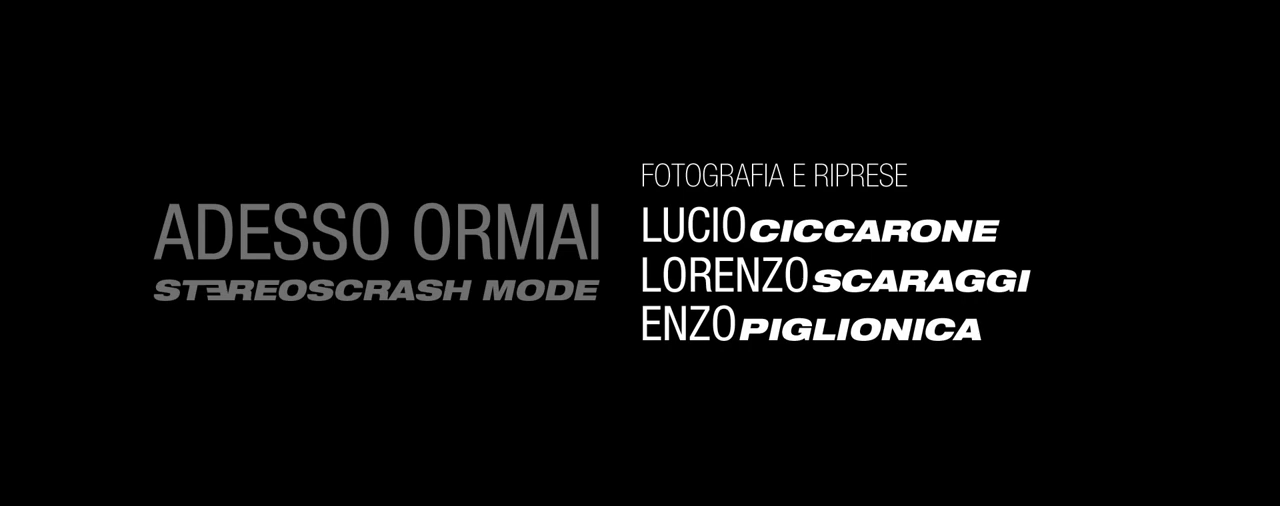 ADESSO ORMAI
STEREOSCRASH MODE
FOTOGRAFIA E RIPRESE
LUCIO CICCARONE
LORENZO SCARAGGI
ENZO PIGLIONICA